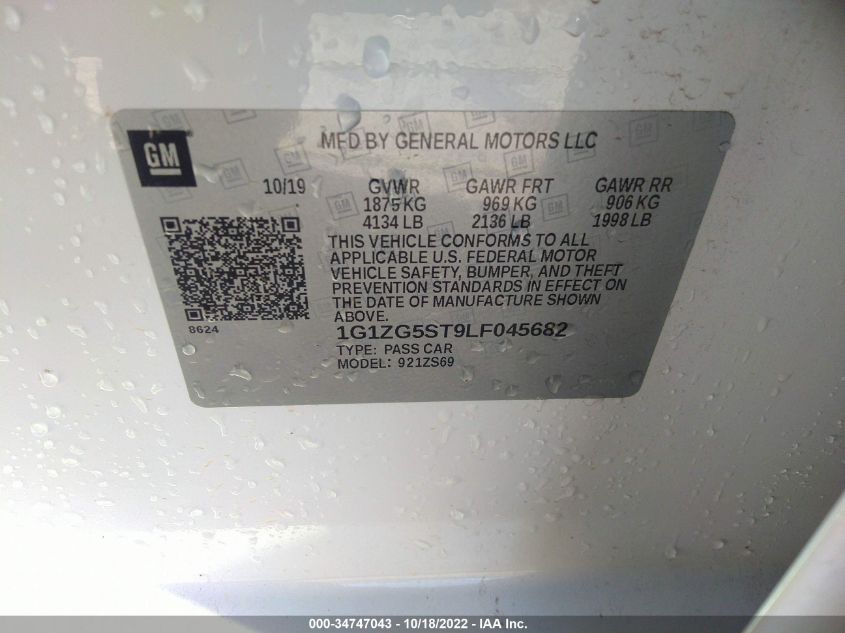 GM
MFD BY GENERAL MOTORS LLC
10/19 GVWR GAWR FRT GAWR RR
1875 KG 969 KG 906 KG
4134 LB 2136 LB 1998 LB
THIS VEHICLE CONFORMS TO ALL
APPLICABLE U.S. FEDERAL MOTOR
VEHICLE SAFETY, BUMPER, AND THEFT
PREVENTION STANDARDS IN EFFECT ON
THE DATE OF MANUFACTURE SHOWN
ABOVE.
8624
1G1ZG5ST9LF045682
TYPE: PASS CAR
MODEL: 921ZS69
000-34747043 - 10/18/2022 - IAA Inc.